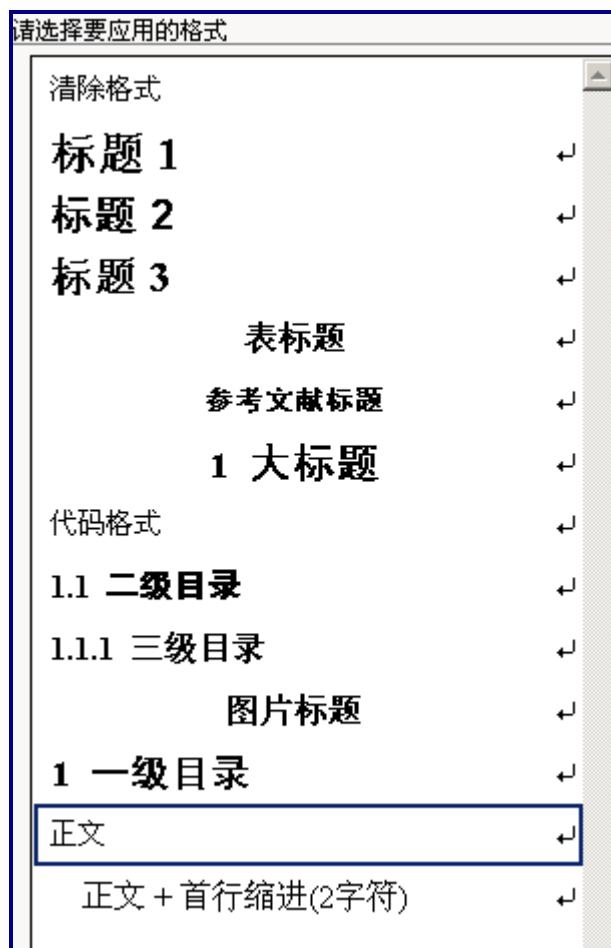 请选择要应用的格式
清除格式
标题 1
标题 2
标题 3
表标题
参考文献标题
1 大标题
代码格式
1.1 二级目录
1.1.1 三级目录
图片标题
1 一级目录
正文
正文 + 首行缩进(2字符)